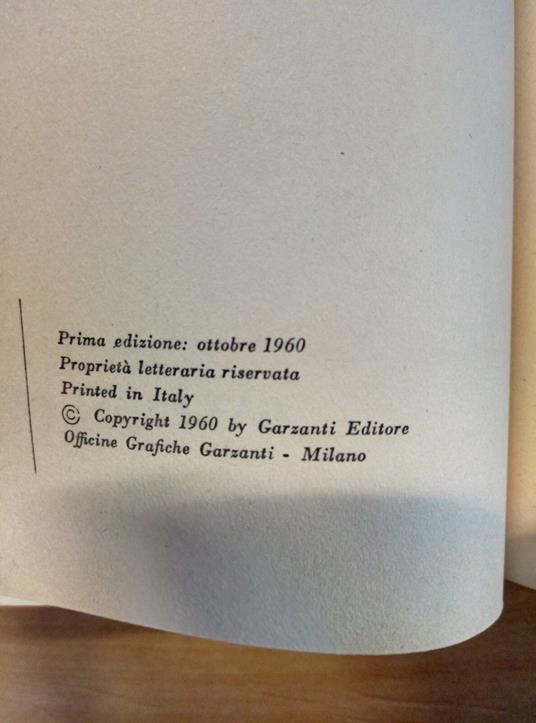 Prima edizione: ottobre 1960
Proprietà letteraria riservata
Printed in Italy
© Copyright 1960 by Garzanti Editore
Officine Grafiche Garzanti - Milano